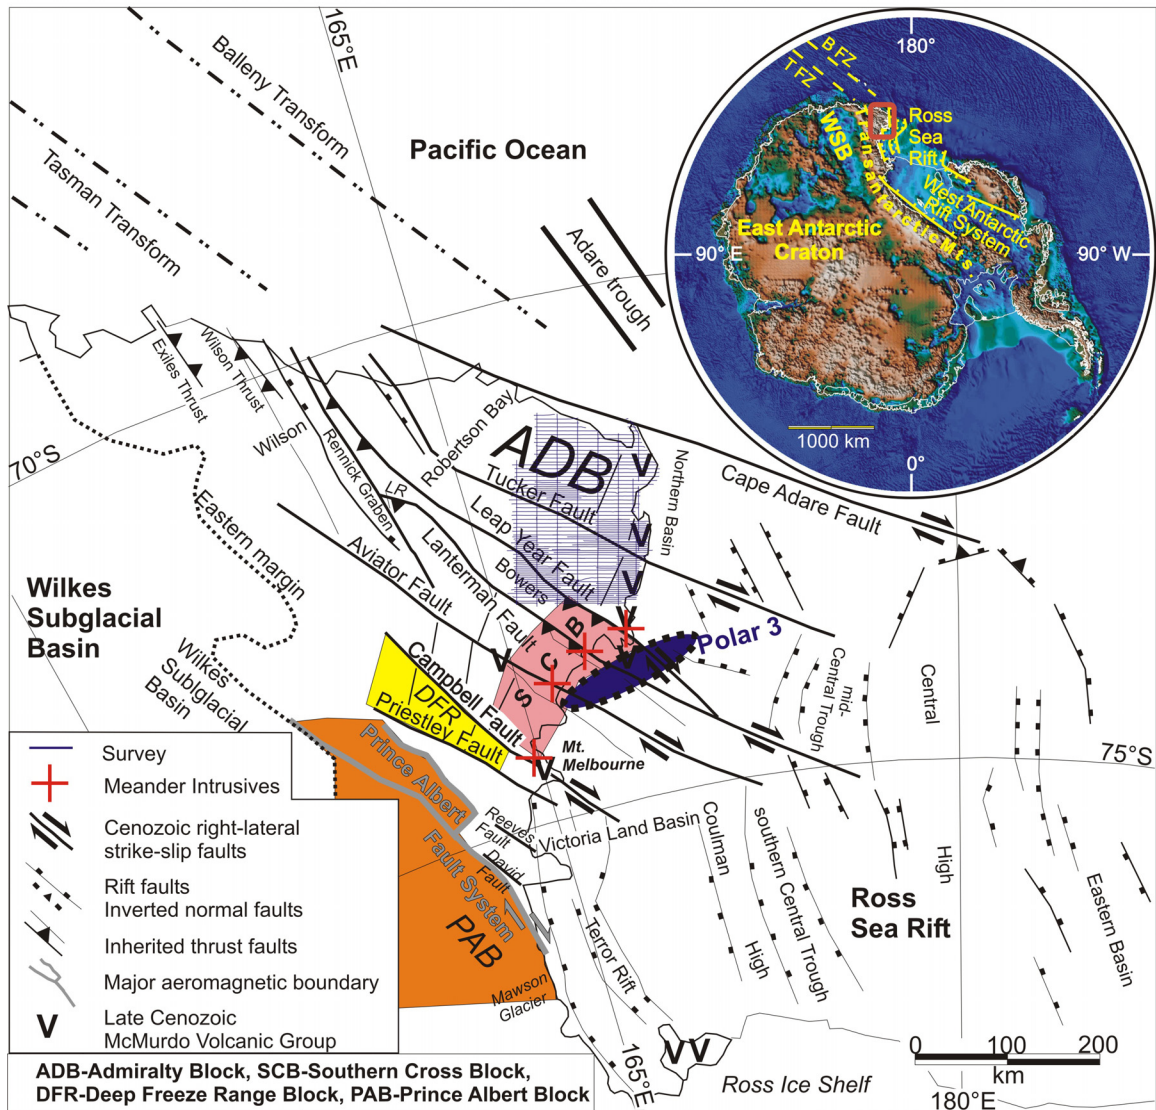 165°E
Balleny Transform
Tasman Transform
Pacific Ocean
Adare trough
180°
B FZ
T FZ
WSB
Transantarctic Mts.
Ross
Sea
Rift
West Antarctic
Rift System
East Antarctic
Craton
90° E
90° W
1000 km
0°
70°S
Exiles Thrust
Wilson Thrust
Wilson
Rennick Graben
LR
Robertson Bay
ADB
Tucker Fault
Leap Year Fault
Bowers
Lanterman Fault
Aviator Fault
Northern Basin
Cape Adare Fault
V
V
V
V
V
V
V
Eastern margin
Wilkes
Subglacial
Basin
Wilkes
Subglacial
Basin
Campbell Fault
DFR
Priestley Fault
S
C
B
Polar 3
Mt.
Melbourne
mid-
Central Trough
Central
High
75°S
Prince Albert
Fault System
PAB
Reeves
Fault
David
Fault
Victoria Land Basin
Coulman
High
southern Central Trough
Ross
Sea Rift
Eastern Basin
Terror Rift
Mawson
Glacier
165°E
VV
Ross Ice Shelf
0 100 200
km
180°E
Survey
Meander Intrusives
Cenozoic right-lateral
strike-slip faults
Rift faults
Inverted normal faults
Inherited thrust faults
Major aeromagnetic boundary
V
Late Cenozoic
McMurdo Volcanic Group
ADB-Admiralty Block, SCB-Southern Cross Block,
DFR-Deep Freeze Range Block, PAB-Prince Albert Block